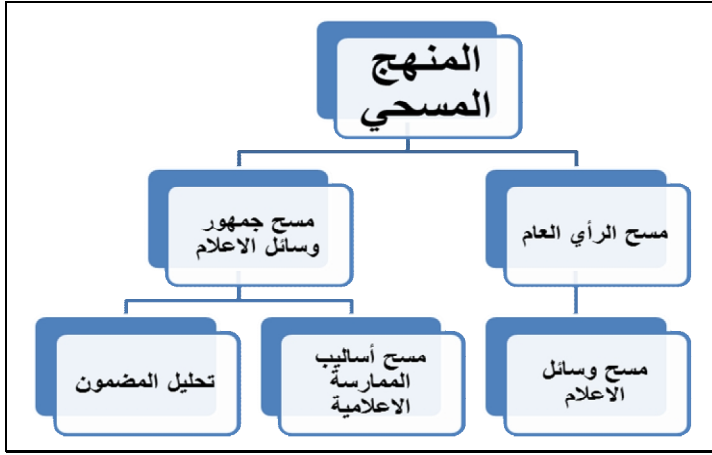 المنهج
المسحي
مسح الرأي العام
مسح جمهور
وسائل الاعلام
مسح وسائل
الاعلام
مسح أساليب
الممارسة
الاعلامية
تحليل المضمون